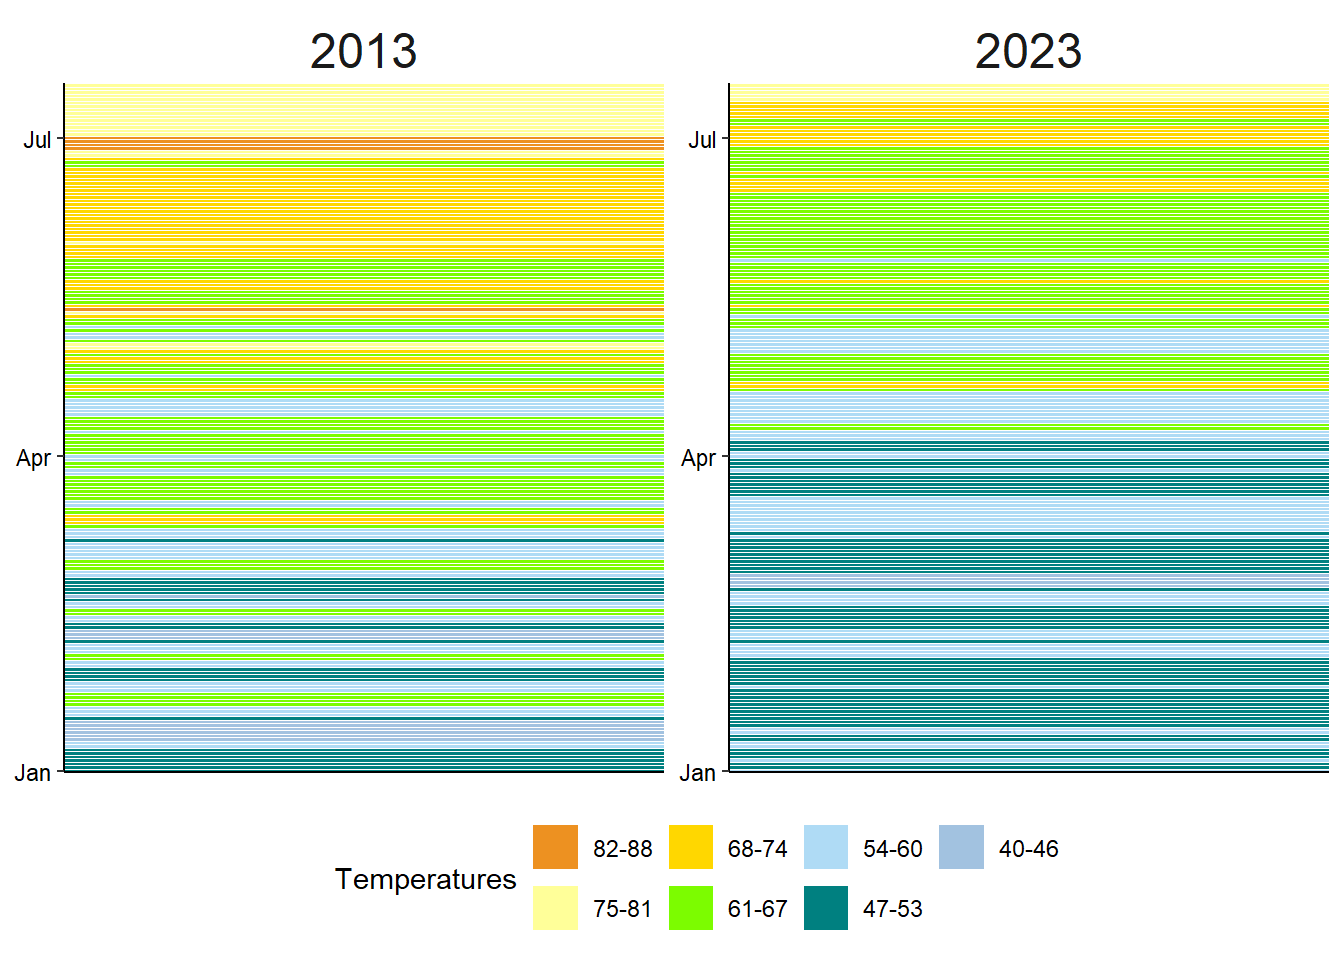 2013
2023
Jul
Apr
Jan
Jul
Apr
Jan
Temperatures
82-88
68-74
54-60
40-46
75-81
61-67
47-53